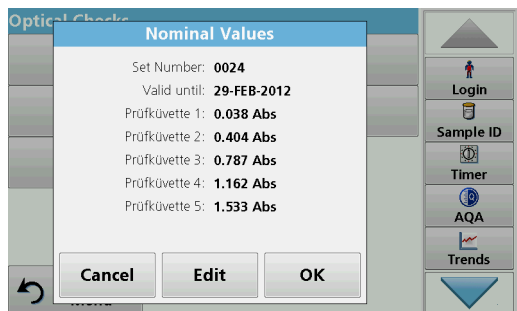 Optical Checks
Nominal Values
Set Number: 0024
Valid until: 29-FEB-2012
Prüfküvette 1: 0.038 Abs
Prüfküvette 2: 0.404 Abs
Prüfküvette 3: 0.787 Abs
Prüfküvette 4: 1.162 Abs
Prüfküvette 5: 1.533 Abs
Cancel
Edit
OK
Menu
Login
Sample ID
Timer
AQA
Trends